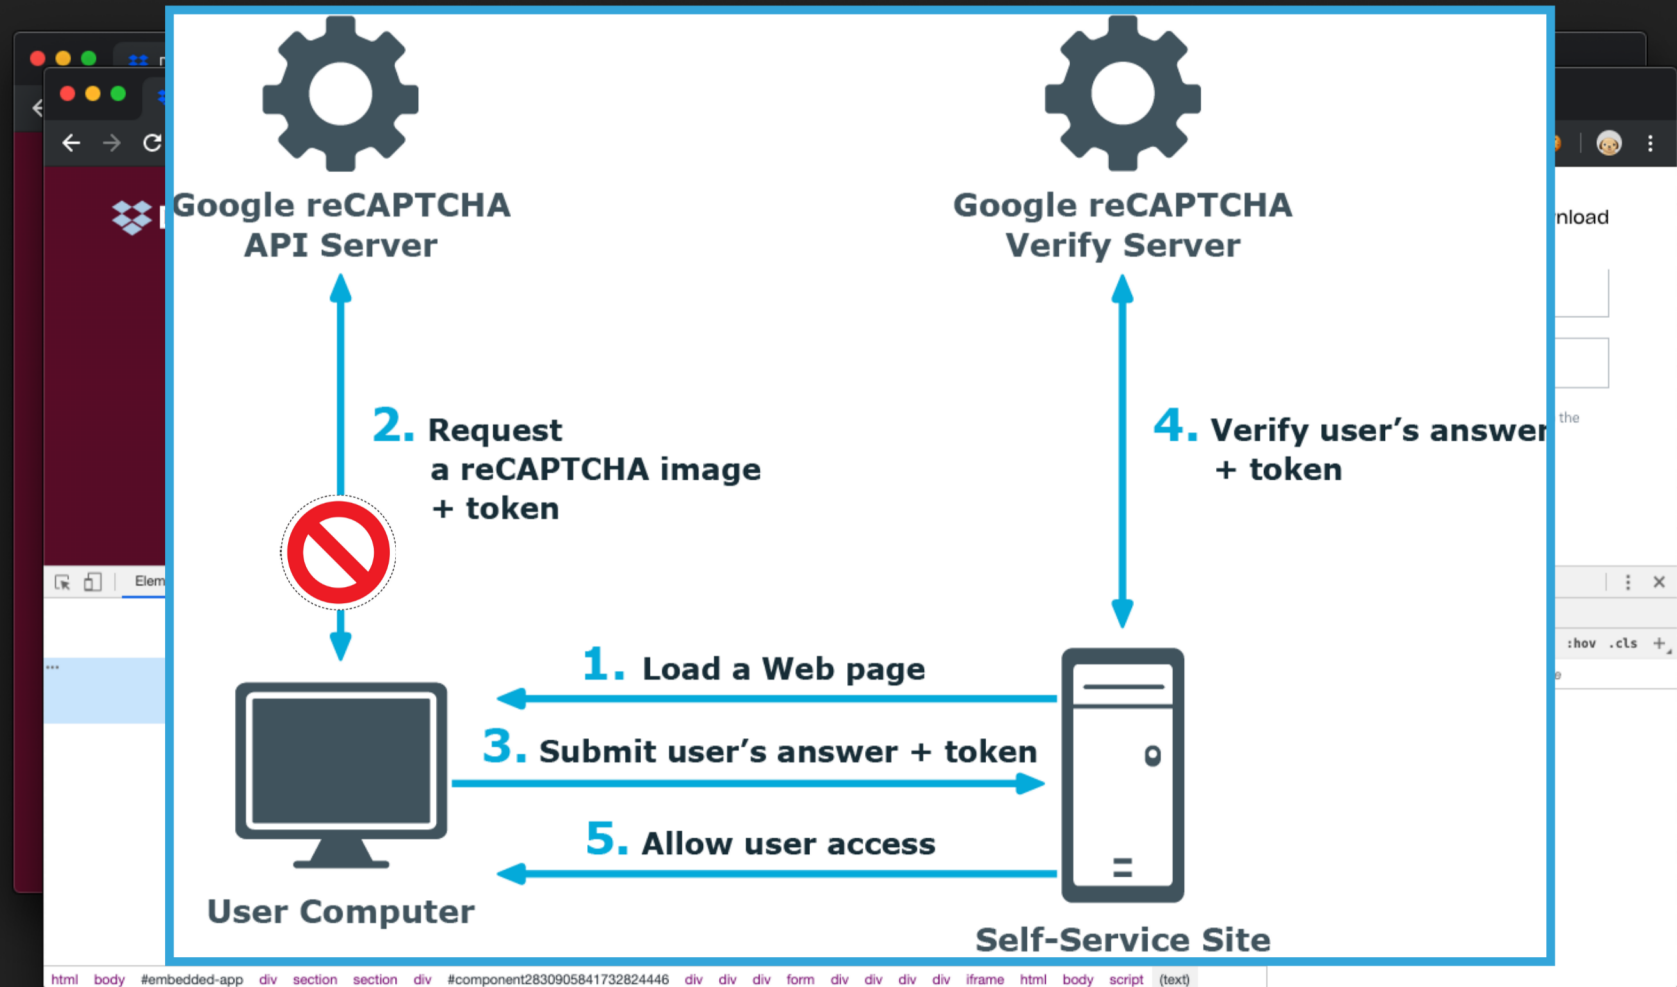 Google reCAPTCHA
API Server
Google reCAPTCHA
Verify Server
nload
2. Request
a reCAPTCHA image
+ token
4. Verify user's answer
+ token
the
Elem
:hov .cls +
1. Load a Web page
3. Submit user's answer + token
5. Allow user access
User Computer
Self-Service Site
html body #embedded-app div section section div #component2830905841732824446 div div div form div div div div iframe html body script (text)